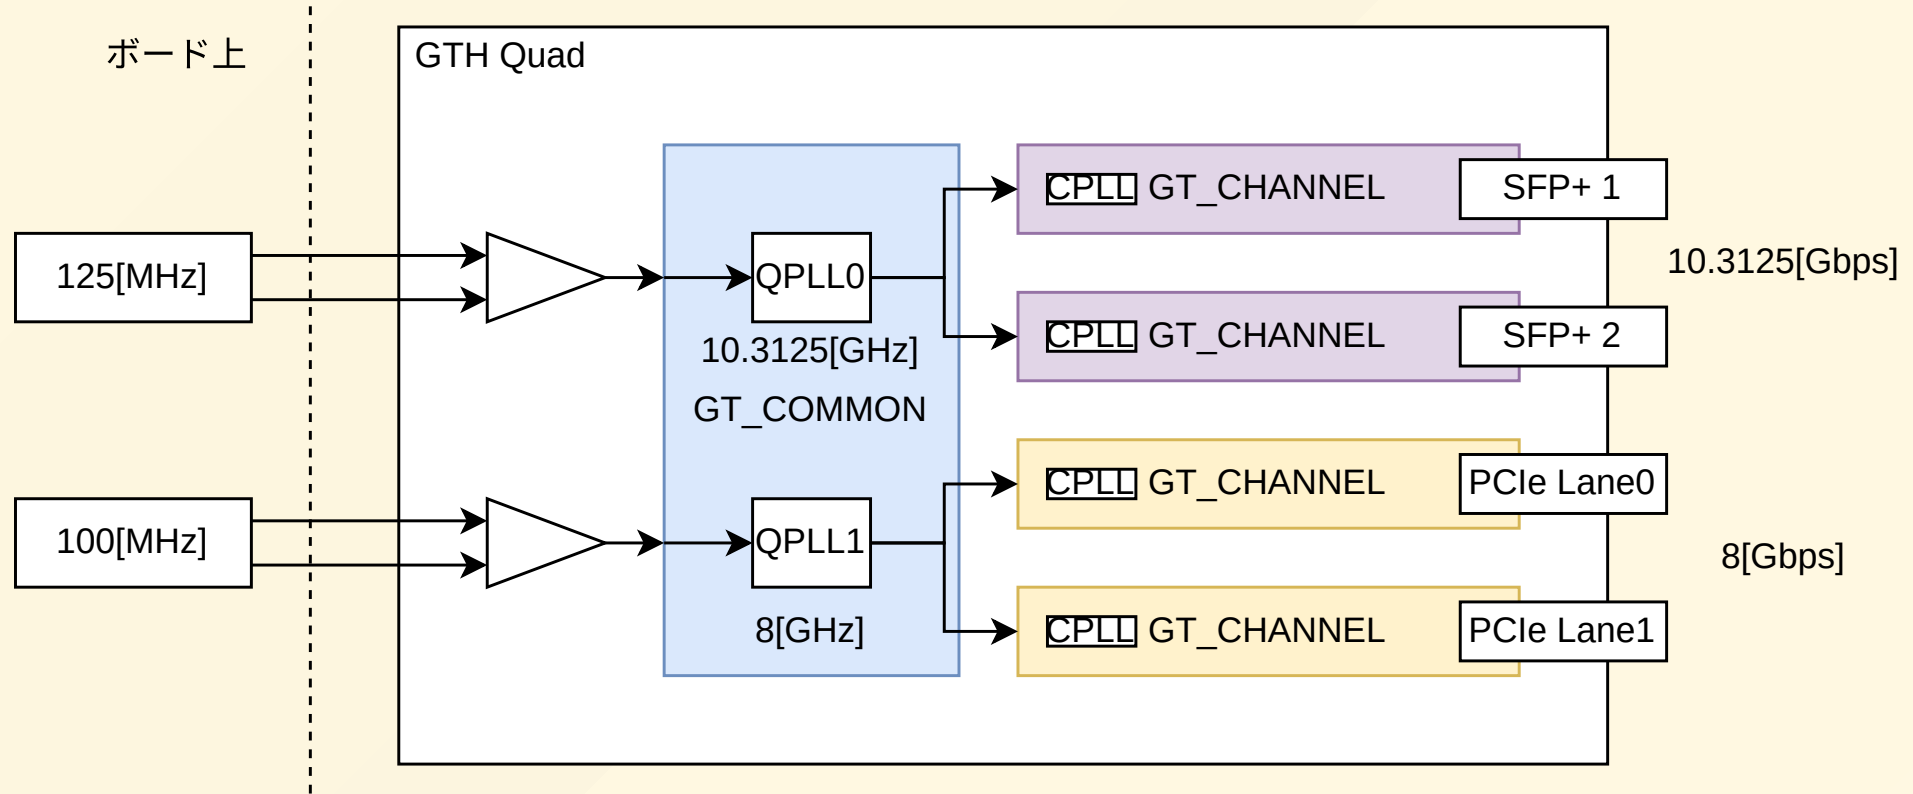 ボード上
GTH Quad
CPLL GT_CHANNEL
SFP+ 1
125[MHz]
QPLL0
10.3125[GHz]
10.3125[Gbps]
CPLL GT_CHANNEL
SFP+ 2
GT_COMMON
CPLL GT_CHANNEL
PCIe Lane0
100[MHz]
QPLL1
8[GHz]
8[Gbps]
CPLL GT_CHANNEL
PCIe Lane1